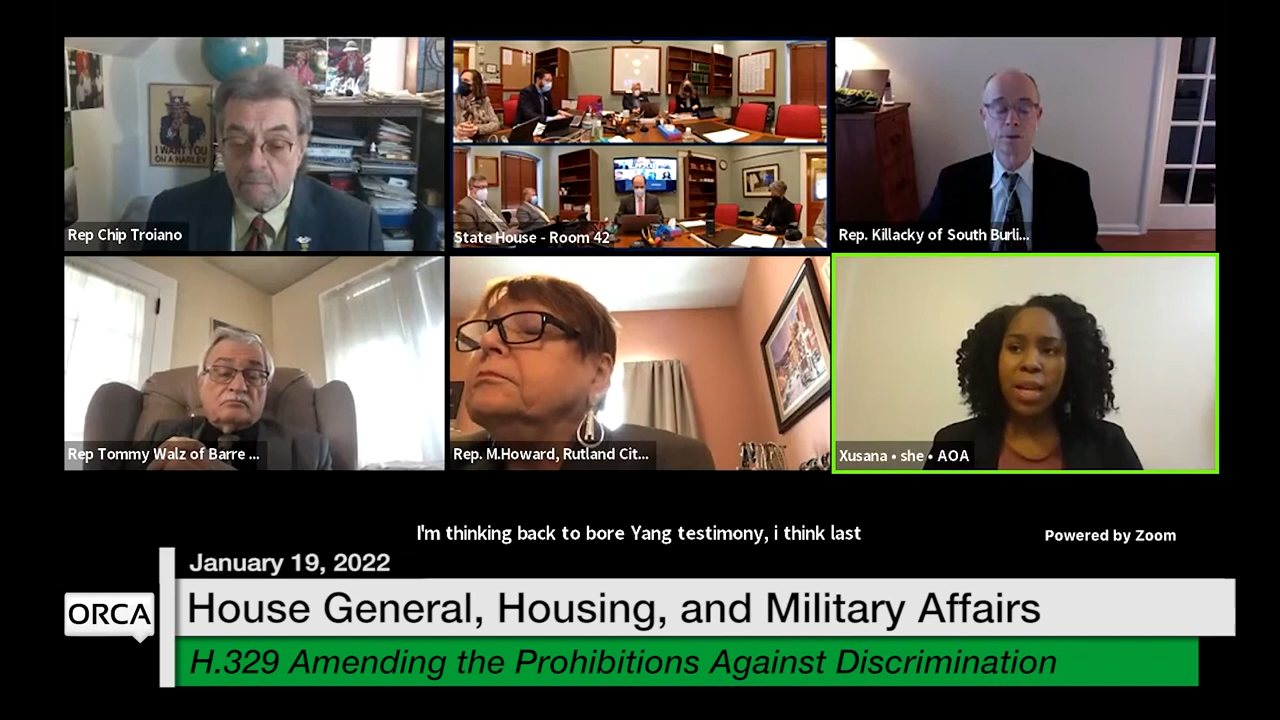 I WANT YOU
ON A HARLEY
Rep Chip Troiano
State House - Room 42
Rep. Killacky of South Burli...
Rep Tommy Walz of Barre ...
Rep. M.Howard, Rutland Cit...
Xusana • she • AOA
I'm thinking back to bore Yang testimony, i think last
Powered by Zoom
January 19, 2022
ORCA
House General, Housing, and Military Affairs
H.329 Amending the Prohibitions Against Discrimination